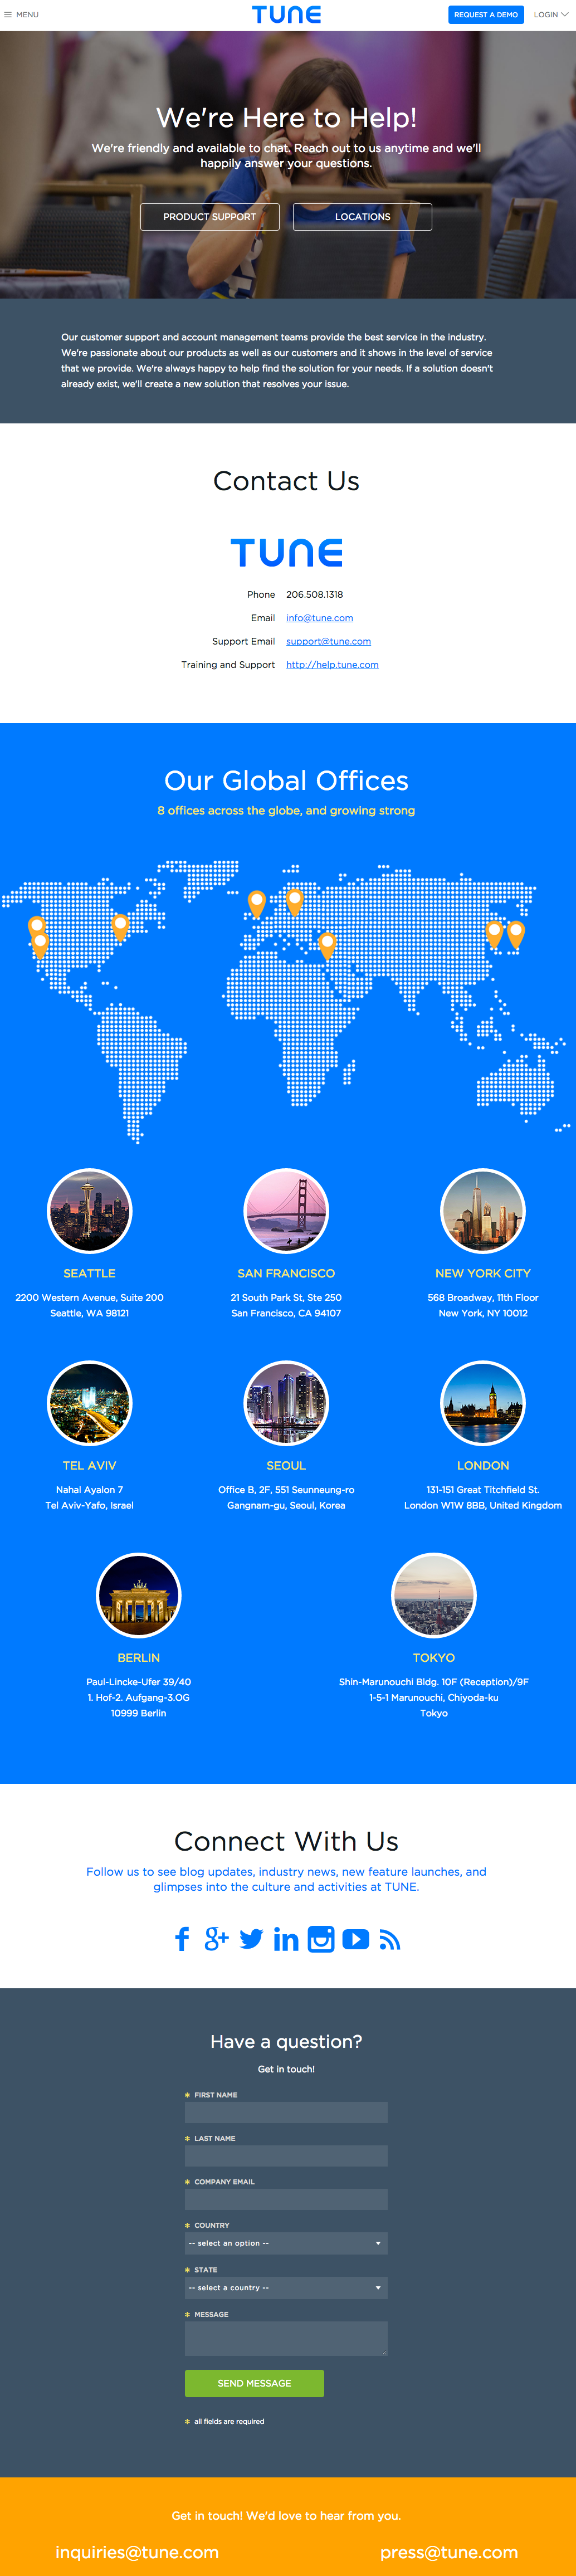 MENU
TUNE
REQUEST A DEMO
LOGIN
We're Here to Help!
We're friendly and available to chat. Reach out to us anytime and we'll
happily answer your questions.
PRODUCT SUPPORT
LOCATIONS
Our customer support and account management teams provide the best service in the industry.
We're passionate about our products as well as our customers and it shows in the level of service
that we provide. We're always happy to help find the solution for your needs. If a solution doesn't
already exist, we'll create a new solution that resolves your issue.
Contact Us
TUNE
Phone 206.508.1318
Email info@tune.com
Support Email support@tune.com
Training and Support http://help.tune.com
Our Global Offices
8 offices across the globe, and growing strong
SEATTLE
2200 Western Avenue, Suite 200
Seattle, WA 98121
SAN FRANCISCO
21 South Park St, Ste 250
San Francisco, CA 94107
NEW YORK CITY
568 Broadway, 11th Floor
New York, NY 10012
TEL AVIV
Nahal Ayalon 7
Tel Aviv-Yafo, Israel
SEOUL
Office B, 2F, 551 Seunneung-ro
Gangnam-gu, Seoul, Korea
LONDON
131-151 Great Titchfield St.
London W1W 8BB, United Kingdom
BERLIN
Paul-Lincke-Ufer 39/40
1. Hof-2. Aufgang-3.OG
10999 Berlin
TOKYO
Shin-Marunouchi Bldg. 10F (Reception)/9F
1-5-1 Marunouchi, Chiyoda-ku
Tokyo
Connect With Us
Follow us to see blog updates, industry news, new feature launches, and
glimpses into the culture and activities at TUNE.
Have a question?
Get in touch!
* FIRST NAME
* LAST NAME
* COMPANY EMAIL
* COUNTRY
-- select an option --
* STATE
-- select a country --
* MESSAGE
SEND MESSAGE
* all fields are required
Get in touch! We'd love to hear from you.
inquiries@tune.com
press@tune.com